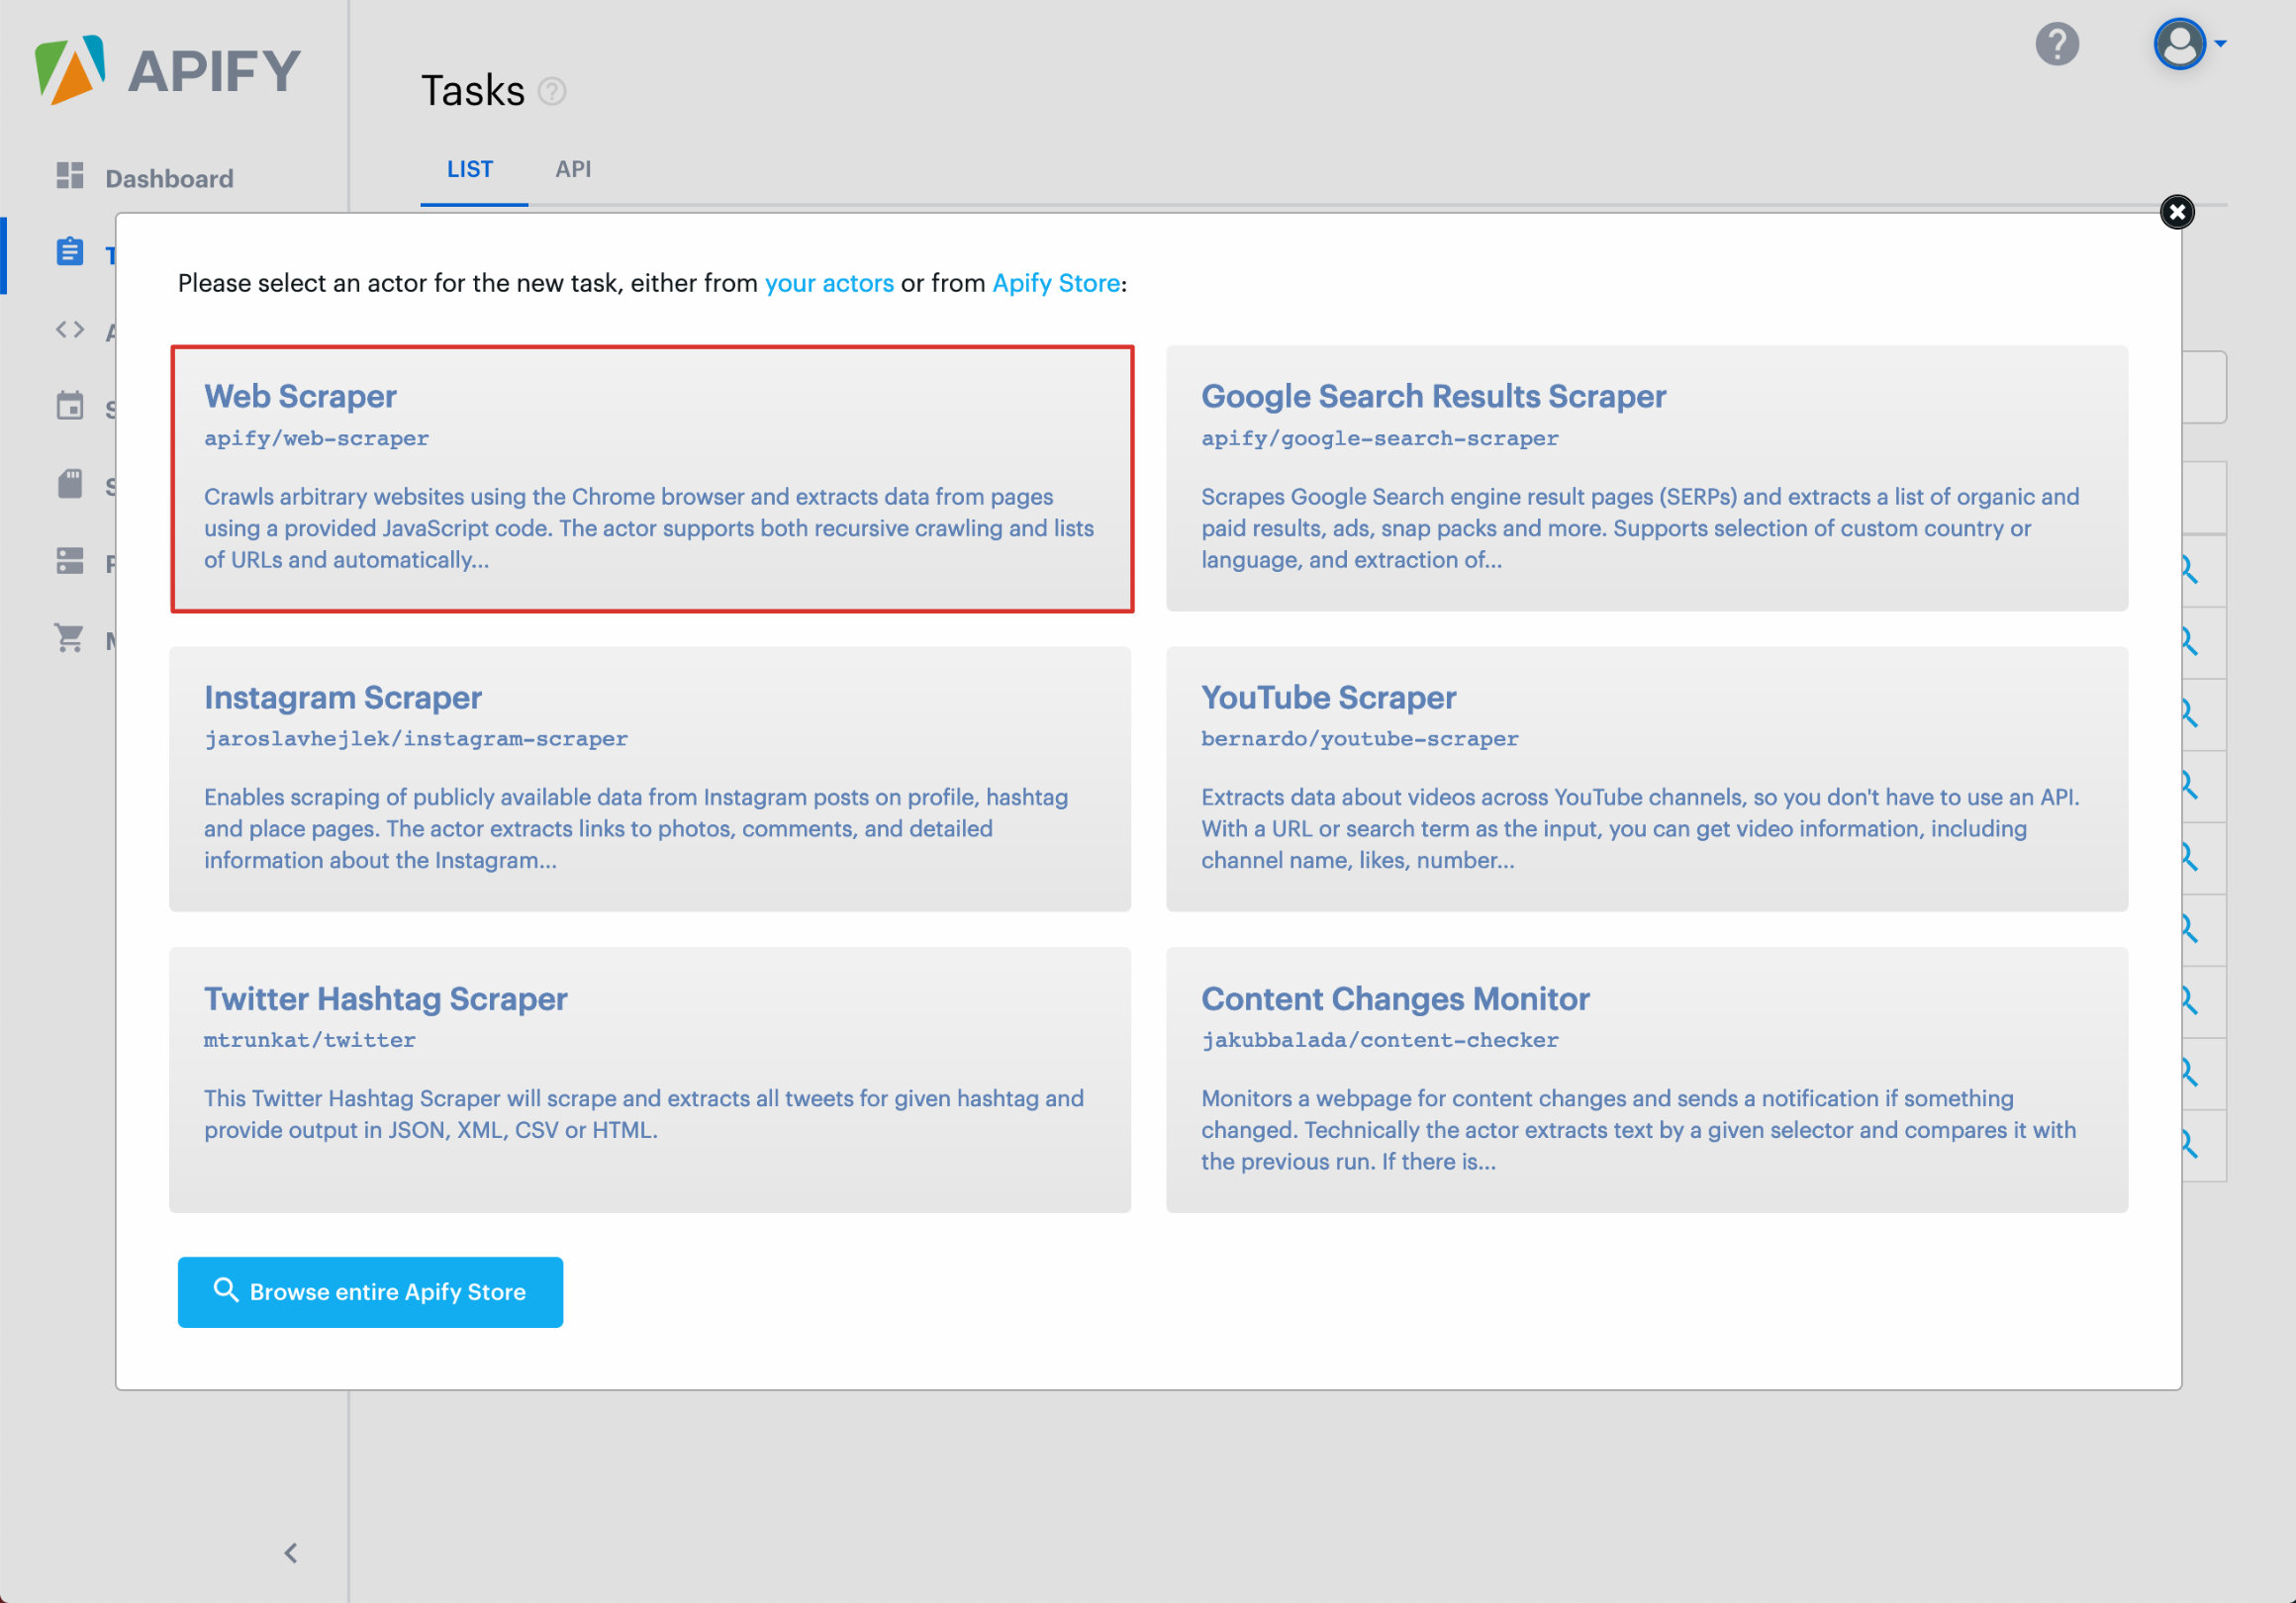 APIFY
Tasks
LIST API
Dashboard
Please select an actor for the new task, either from your actors or from Apify Store:
Web Scraper
apify/web-scraper
Crawls arbitrary websites using the Chrome browser and extracts data from pages
using a provided JavaScript code. The actor supports both recursive crawling and lists
of URLs and automatically...
Google Search Results Scraper
apify/google-search-scraper
Scrapes Google Search engine result pages (SERPs) and extracts a list of organic and
paid results, ads, snap packs and more. Supports selection of custom country or
language, and extraction of...
Instagram Scraper
jaroslavhejlek/instagram-scraper
Enables scraping of publicly available data from Instagram posts on profile, hashtag
and place pages. The actor extracts links to photos, comments, and detailed
information about the Instagram...
YouTube Scraper
bernardo/youtube-scraper
Extracts data about videos across YouTube channels, so you don't have to use an API.
With a URL or search term as the input, you can get video information, including
channel name, likes, number...
Twitter Hashtag Scraper
mtrunkat/twitter
This Twitter Hashtag Scraper will scrape and extracts all tweets for given hashtag and
provide output in JSON, XML, CSV or HTML.
Content Changes Monitor
jakubbalada/content-checker
Monitors a webpage for content changes and sends a notification if something
changed. Technically the actor extracts text by a given selector and compares it with
the previous run. If there is...
Browse entire Apify Store